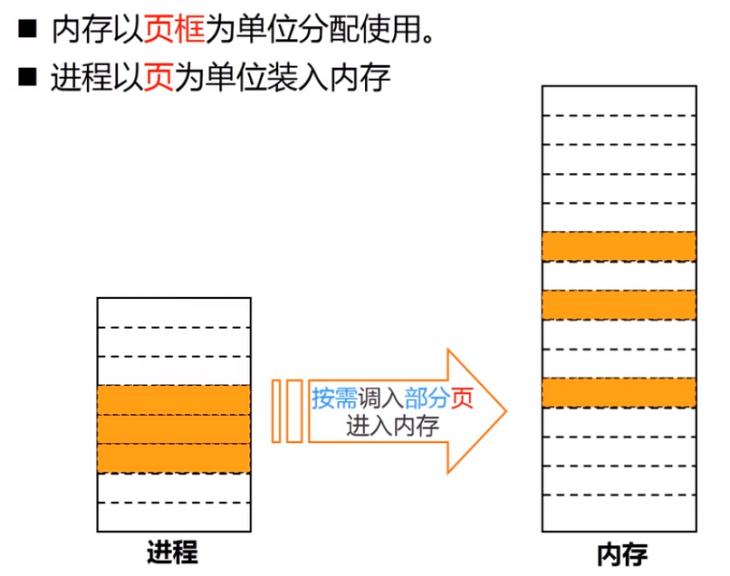 ■ 内存以页框为单位分配使用。
■ 进程以页为单位装入内存
按需调入部分页
进入内存
进程
内存